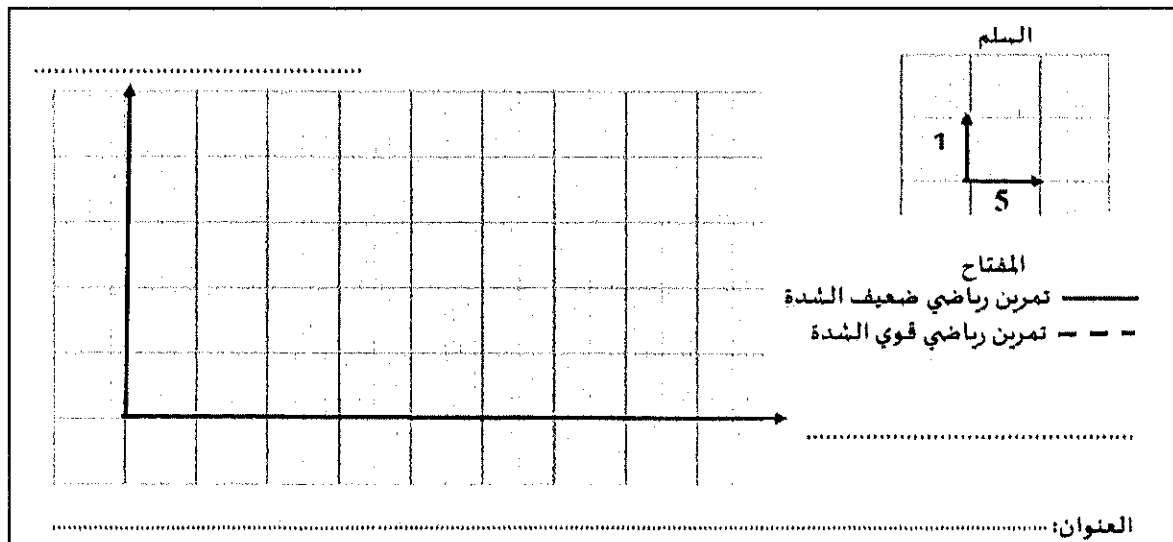 السلم
1
5
المفتاح
تمرين رياضي ضعيف الشدة
تمرين رياضي قوي الشدة
العنوان: